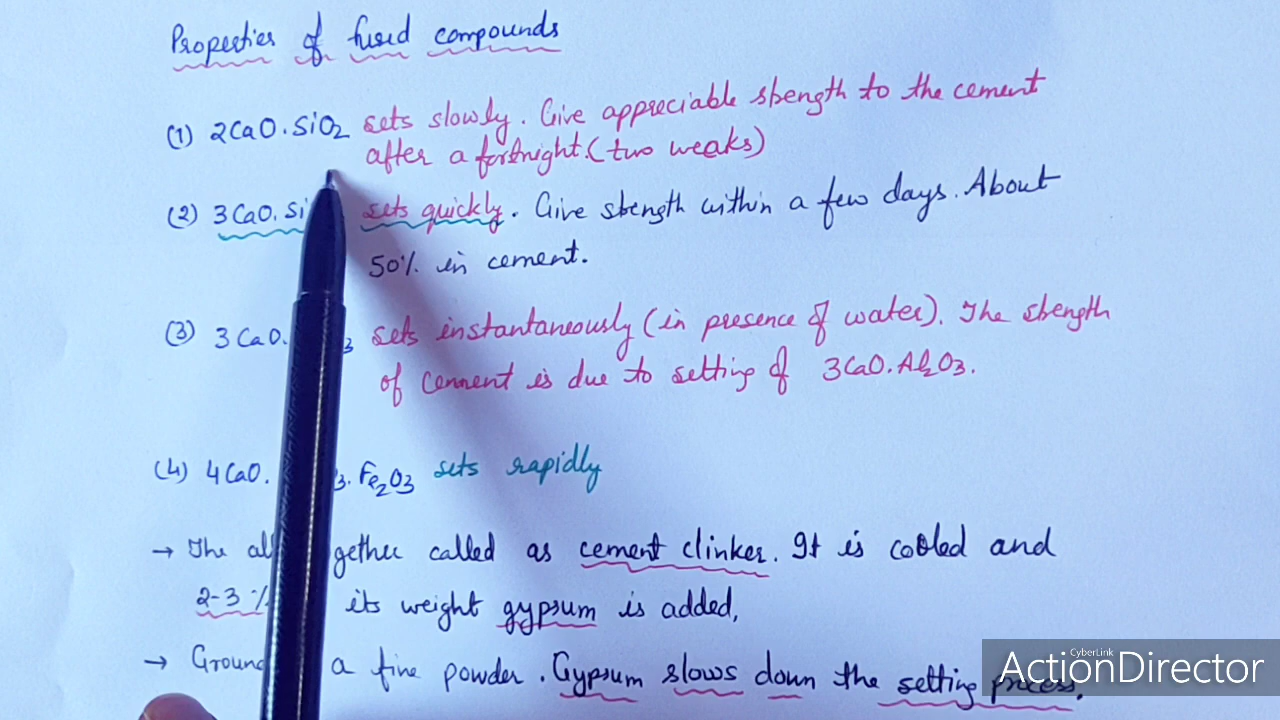 Properties of fused compounds
(1) 2CaO.SiO2 sets slowly. Give appreciable strength to the cement
after a fortnight.(two weaks)
(2) 3CaO.Si sets quickly. Give strength within a few days. About
50% in cement.
(3) 3CaO. 3 sets instantaneously (in presence of water). The strength
of cement is due to setting of 3CaO.Al2O3.
(4) 4CaO. 3.Fe2O3 sets rapidly
→ The all gether called as cement clinker. It is cooled and
2-3 % its weight gypsum is added,
→ Ground a fine powder. Gypsum slows down the setting process.
CyberLink
ActionDirector